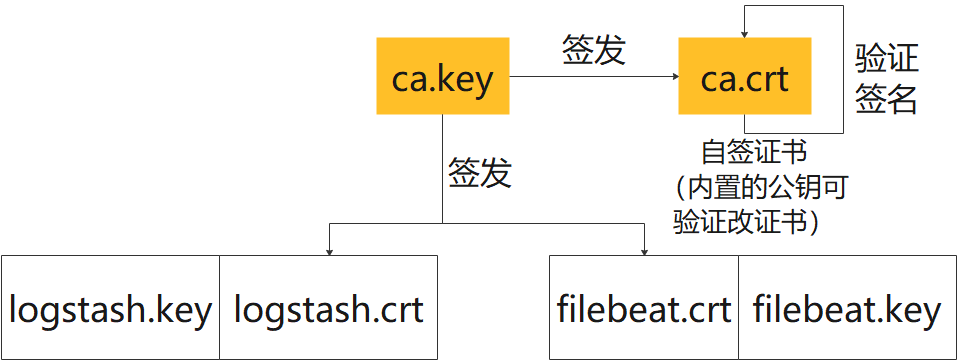 ca.key
签发
ca.crt
验证
签名
签发
自签证书
（内置的公钥可
验证改证书）
logstash.key
logstash.crt
filebeat.crt
filebeat.key